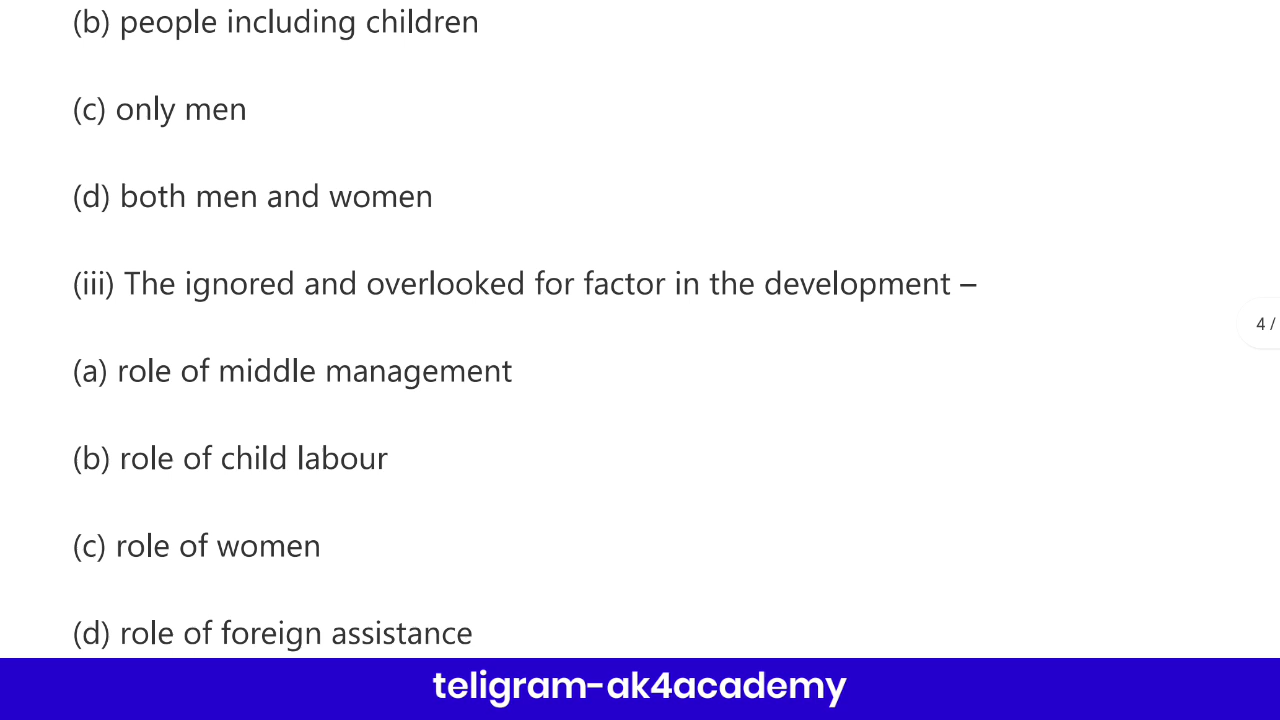 (b) people including children
(c) only men
(d) both men and women
(iii) The ignored and overlooked for factor in the development –
4 /
(a) role of middle management
(b) role of child labour
(c) role of women
(d) role of foreign assistance
teligram-ak4academy